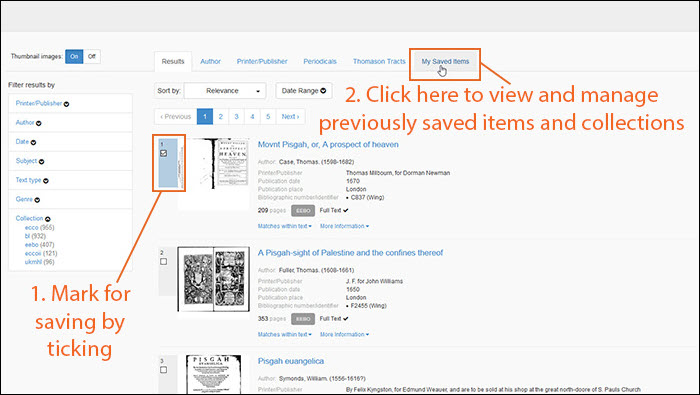 Thumbnail images: On Off
Results Author Printer/Publisher Periodicals Thomason Tracts My Saved Items
Filter results by
Sort by: Relevance Date Range
2. Click here to view and manage
previously saved items and collections
Printer/Publisher
Author
Date
Subject
Text type
Genre
Collection
ecco (955)
bl (932)
eebo (407)
eccoii (121)
ukmhl (96)
‹ Previous 1 2 3 4 5 Next ›
1
Movnt Pisgah, or, A prospect of heaven
Author: Case, Thomas. (1598-1682)
Printer/Publisher Thomas Milbourn, for Dorman Newman
Publication date 1670
Publication place London
Bibliographic number/identifier C837 (Wing)
209 pages EEBO Full Text
Matches within text More Information
2
A Pisgah-sight of Palestine and the confines thereof
Author: Fuller, Thomas. (1608-1661)
Printer/Publisher J. F. for John Williams
Publication date 1650
Publication place London
Bibliographic number/identifier F2455 (Wing)
353 pages EEBO Full Text
Matches within text More Information
1. Mark for
saving by
ticking
3
PISGAH
EVANGELICA
Pisgah euangelica
Author: Symonds, William. (1556-1616?)
Printer/Publisher By Felix Kyngston, for Edmund Weauer, and are to be sold at his shop at the great north-doore of S. Pauls Church